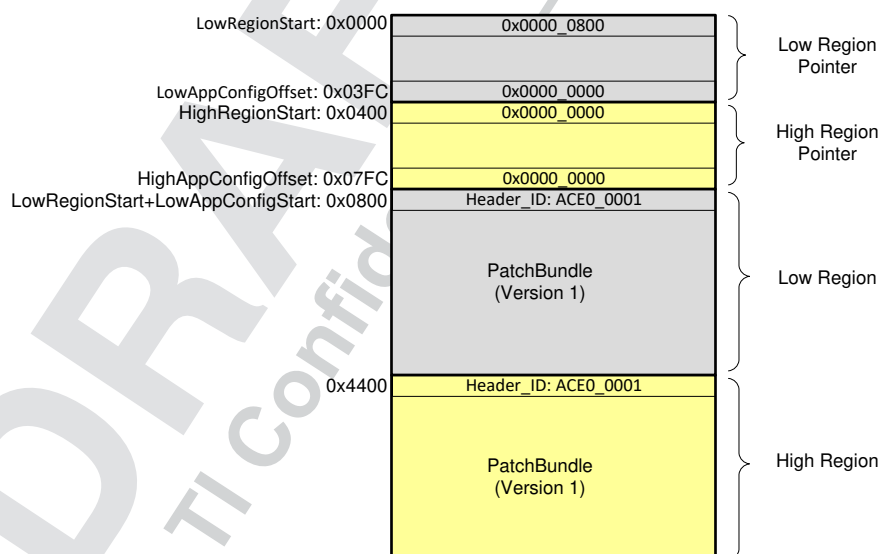 LowRegionStart: 0x0000
0x0000_0800
Low Region
Pointer
LowAppConfigOffset: 0x03FC
0x0000_0000
HighRegionStart: 0x0400
0x0000_0000
High Region
Pointer
HighAppConfigOffset: 0x07FC
0x0000_0000
LowRegionStart+LowAppConfigStart: 0x0800
Header_ID: ACE0_0001
PatchBundle
(Version 1)
Low Region
0x4400
Header_ID: ACE0_0001
PatchBundle
(Version 1)
High Region
DRA
TI Confid